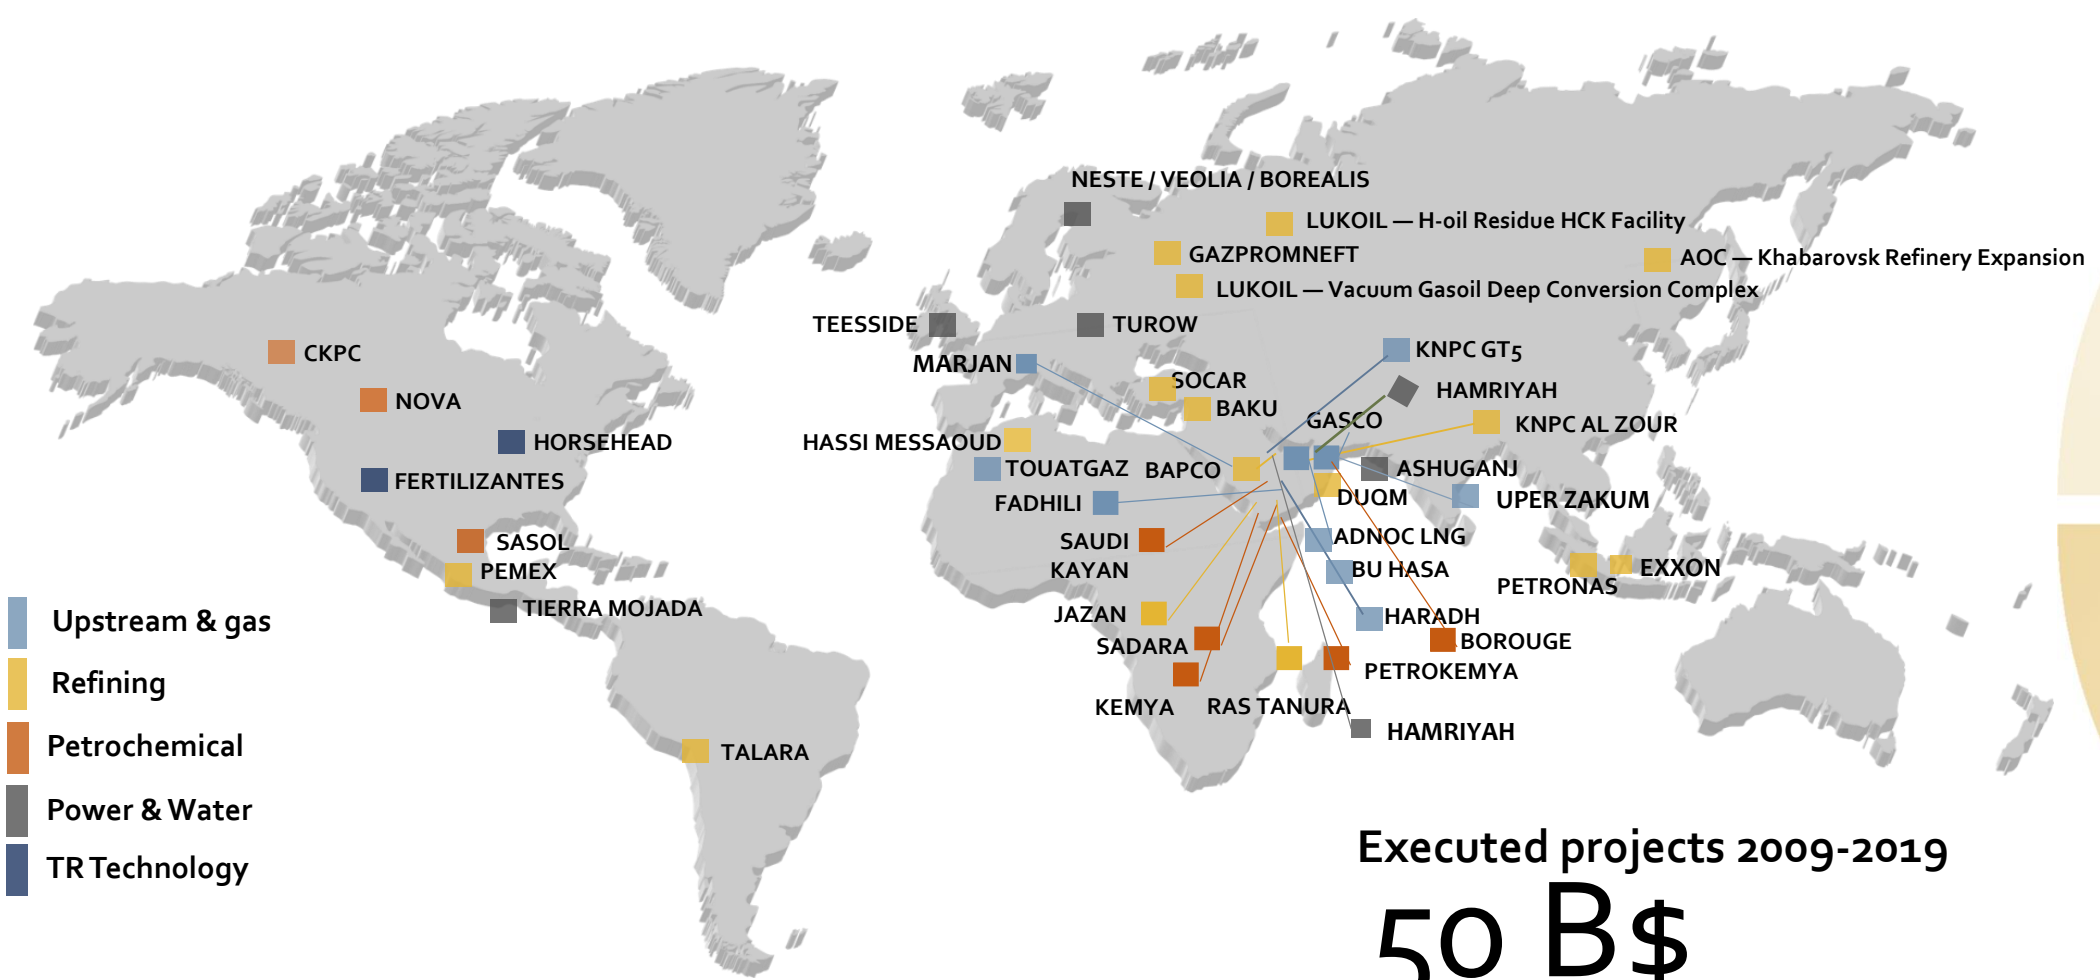 NESTE / VEOLIA / BOREALIS
LUKOIL — H-oil Residue HCK Facility
GAZPROMNEFT
AOC — Khabarovsk Refinery Expansion
LUKOIL — Vacuum Gasoil Deep Conversion Complex
TEESSIDE
TUROW
CKPC
MARJAN
KNPC GT5
SOCAR
HAMRIYAH
NOVA
BAKU
GASCO
KNPC AL ZOUR
HORSEHEAD
HASSI MESSAOUD
TOUATGAZ
BAPCO
ASHUGANJ
FERTILIZANTES
FADHILI
DUQM
UPER ZAKUM
SASOL
SAUDI
KAYAN
ADNOC LNG
PEMEX
BU HASA
EXXON
PETRONAS
TIERRA MOJADA
JAZAN
HARADH
SADARA
BOROUGE
PETROKEMYA
KEMYA
RAS TANURA
HAMRIYAH
TALARA
Upstream & gas
Refining
Petrochemical
Power & Water
TR Technology
Executed projects 2009-2019
50 B$